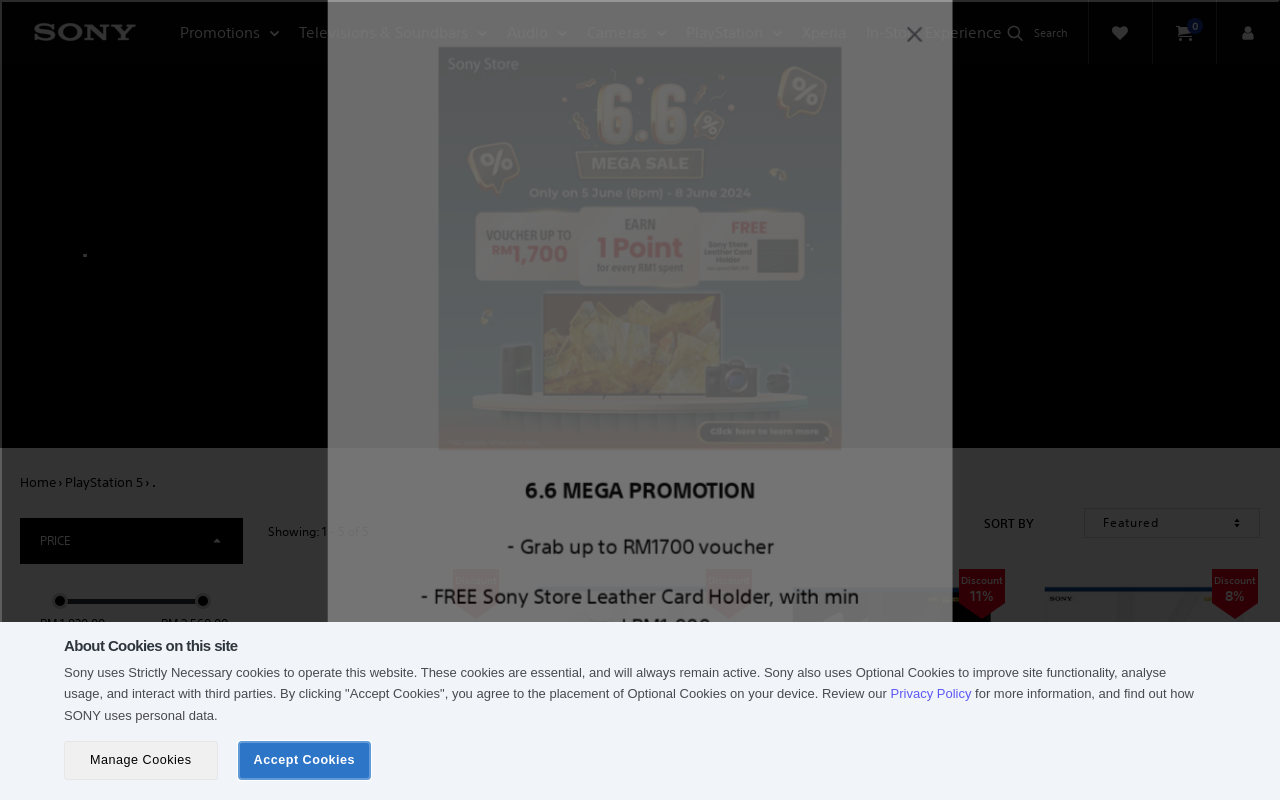 SONY
Promotions
Televisions & Soundbars
Audio
Cameras
PlayStation
Xperia
In-Store Experience
Search
0
Sony Store
6.6
MEGA SALE
Only on 5 June (8pm) - 8 June 2024
VOUCHER UP TO
RM1,700
EARN
1 Point
for every RM1 spent
FREE
Sony Store
Leather Card
Holder
Click here to learn more
6.6 MEGA PROMOTION
- Grab up to RM1700 voucher
- FREE Sony Store Leather Card Holder, with min
Home › PlayStation 5 › .
PRICE
Showing: 1 - 5 of 5
SORT BY
Featured
Discount
Discount
Discount
11%
Discount
8%
SONY
About Cookies on this site
Sony uses Strictly Necessary cookies to operate this website. These cookies are essential, and will always remain active. Sony also uses Optional Cookies to improve site functionality, analyse
usage, and interact with third parties. By clicking "Accept Cookies", you agree to the placement of Optional Cookies on your device. Review our Privacy Policy for more information, and find out how
SONY uses personal data.
Manage Cookies
Accept Cookies